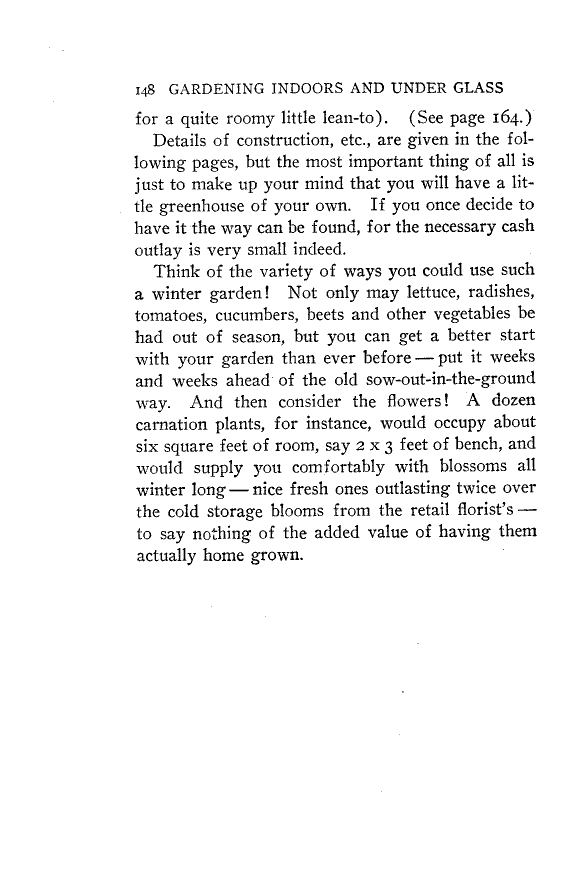 148 GARDENING INDOORS AND UNDER GLASS
for a quite roomy little lean-to). (See page 164.)
Details of construction, etc., are given in the fol-
lowing pages, but the most important thing of all is
just to make up your mind that you will have a lit-
tle greenhouse of your own. If you once decide to
have it the way can be found, for the necessary cash
outlay is very small indeed.
Think of the variety of ways you could use such
a winter garden! Not only may lettuce, radishes,
tomatoes, cucumbers, beets and other vegetables be
had out of season, but you can get a better start
with your garden than ever before — put it weeks
and weeks ahead of the old sow-out-in-the-ground
way. And then consider the flowers! A dozen
carnation plants, for instance, would occupy about
six square feet of room, say 2 x 3 feet of bench, and
would supply you comfortably with blossoms all
winter long — nice fresh ones outlasting twice over
the cold storage blooms from the retail florist's —
to say nothing of the added value of having them
actually home grown.